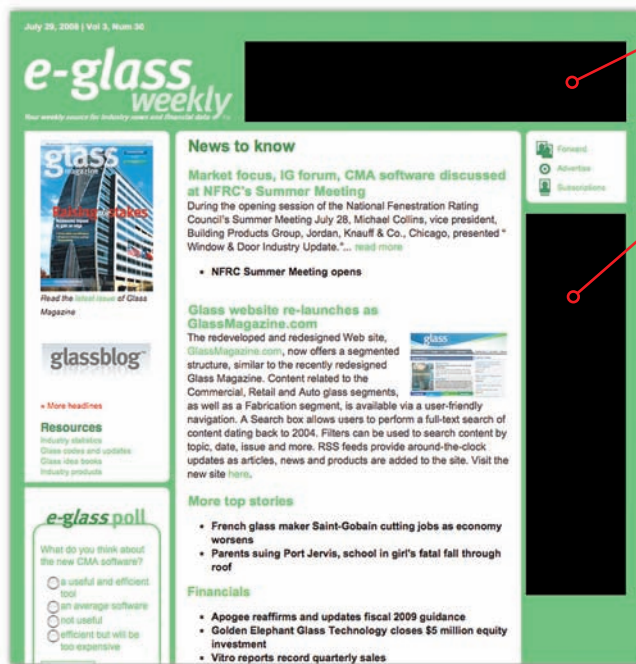 July 29, 2008 | Vol 3, Num 30
e-glass
weekly
Your weekly source for industry news and financial data
glass
magazine
Raising stakes
Read the latest issue of Glass
Magazine
glassblog
» More headlines
Resources
Industry statistics
Glass codes and updates
Glass idea books
Industry products
e-glass poll
What do you think about
the new CMA software?
a useful and efficient
tool
an average software
not useful
efficient but will be
too expensive
News to know
Market focus, IG forum, CMA software discussed
at NFRC's Summer Meeting
During the opening session of the National Fenestration Rating
Council's Summer Meeting July 28, Michael Collins, vice president,
Building Products Group, Jordan, Knauff & Co., Chicago, presented "
Window & Door Industry Update."... read more
• NFRC Summer Meeting opens
Glass website re-launches as
GlassMagazine.com
The redeveloped and redesigned Web site,
GlassMagazine.com, now offers a segmented
structure, similar to the recently redesigned
Glass Magazine. Content related to the
Commercial, Retail and Auto glass segments,
as well as a Fabrication segment, is available via a user-friendly
navigation. A Search box allows users to perform a full-text search of
content dating back to 2004. Filters can be used to search content by
topic, date, issue and more. RSS feeds provide around-the-clock
updates as articles, news and products are added to the site. Visit the
new site here.
glass
More top stories
• French glass maker Saint-Gobain cutting jobs as economy
worsens
• Parents suing Port Jervis, school in girl's fatal fall through
roof
Financials
• Apogee reaffirms and updates fiscal 2009 guidance
• Golden Elephant Glass Technology closes $5 million equity
investment
• Vitro reports record quarterly sales
Forward
Advertise
Subscriptions